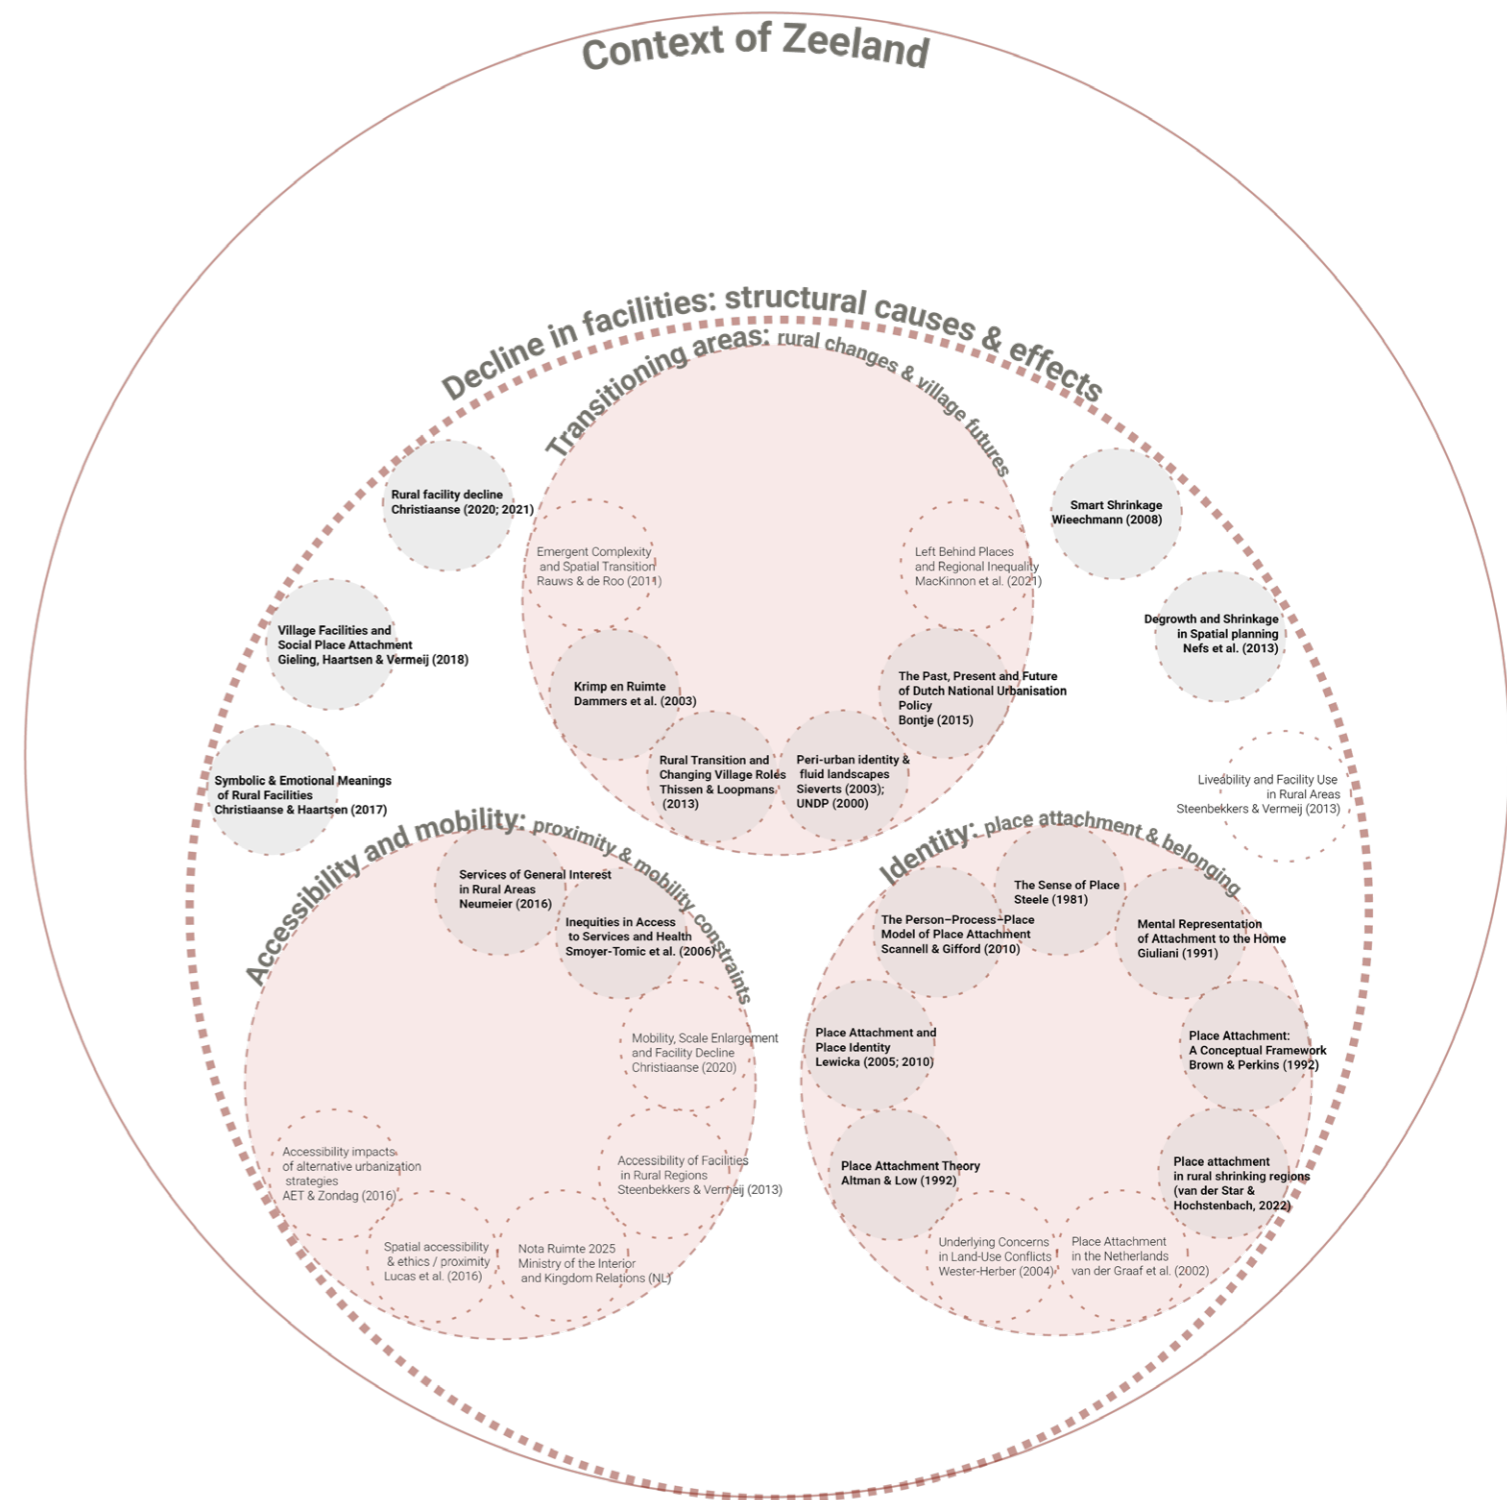 Context of Zeeland
Decline in facilities: structural causes & effects
Transitioning areas: rural changes & village futures
Rural facility decline
Christiaanse (2020; 2021)
Smart Shrinkage
Wieechmann (2008)
Emergent Complexity
and Spatial Transition
Rauws & de Roo (2011)
Left Behind Places
and Regional Inequality
MacKinnon et al. (2021)
Village Facilities and
Social Place Attachment
Gieling, Haartsen & Vermeij (2018)
Degrowth and Shrinkage
in Spatial planning
Nefs et al. (2013)
Krimp en Ruimte
Dammers et al. (2003)
The Past, Present and Future
of Dutch National Urbanisation
Policy
Bontje (2015)
Rural Transition and
Changing Village Roles
Thissen & Loopmans
(2013)
Peri-urban identity &
fluid landscapes
Sieverts (2003);
UNDP (2000)
Symbolic & Emotional Meanings
of Rural Facilities
Christiaanse & Haartsen (2017)
Liveability and Facility Use
in Rural Areas
Steenbekkers & Vermeij (2013)
Accessibility and mobility: proximity & mobility constraints
Services of General Interest
in Rural Areas
Neumeier (2016)
Inequities in Access
to Services and Health
Smoyer-Tomic et al. (2006)
Mobility, Scale Enlargement
and Facility Decline
Christiaanse (2020)
Accessibility impacts
of alternative urbanization
strategies
AET & Zondag (2016)
Accessibility of Facilities
in Rural Regions
Steenbekkers & Vermeij (2013)
Spatial accessibility
& ethics / proximity
Lucas et al. (2016)
Nota Ruimte 2025
Ministry of the Interior
and Kingdom Relations (NL)
Identity: place attachment & belonging
The Sense of Place
Steele (1981)
The Person–Process–Place
Model of Place Attachment
Scannell & Gifford (2010)
Mental Representation
of Attachment to the Home
Giuliani (1991)
Place Attachment and
Place Identity
Lewicka (2005; 2010)
Place Attachment:
A Conceptual Framework
Brown & Perkins (1992)
Place Attachment Theory
Altman & Low (1992)
Place attachment
in rural shrinking regions
(van der Star &
Hochstenbach, 2022)
Underlying Concerns
in Land-Use Conflicts
Wester-Herber (2004)
Place Attachment
in the Netherlands
van der Graaf et al. (2002)